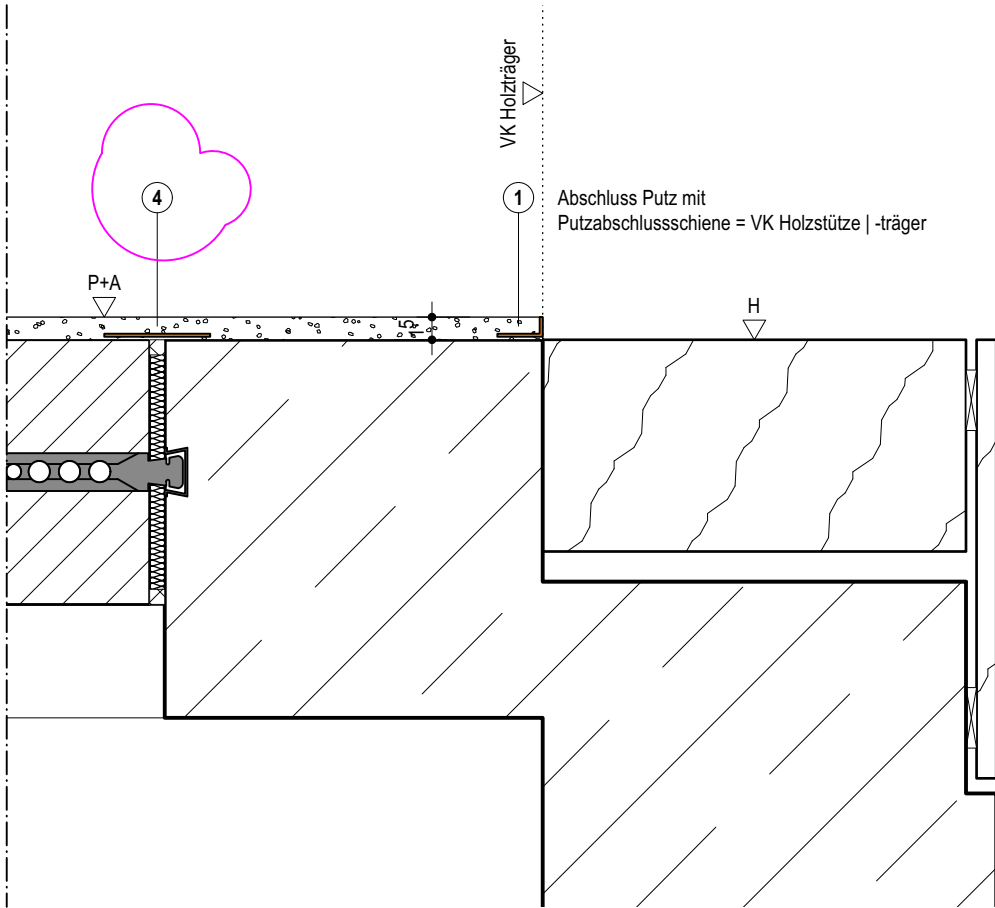 VK Holzträger
4
1
Abschluss Putz mit
Putzabschlussschiene = VK Holzstütze | -träger
P+A
15
H